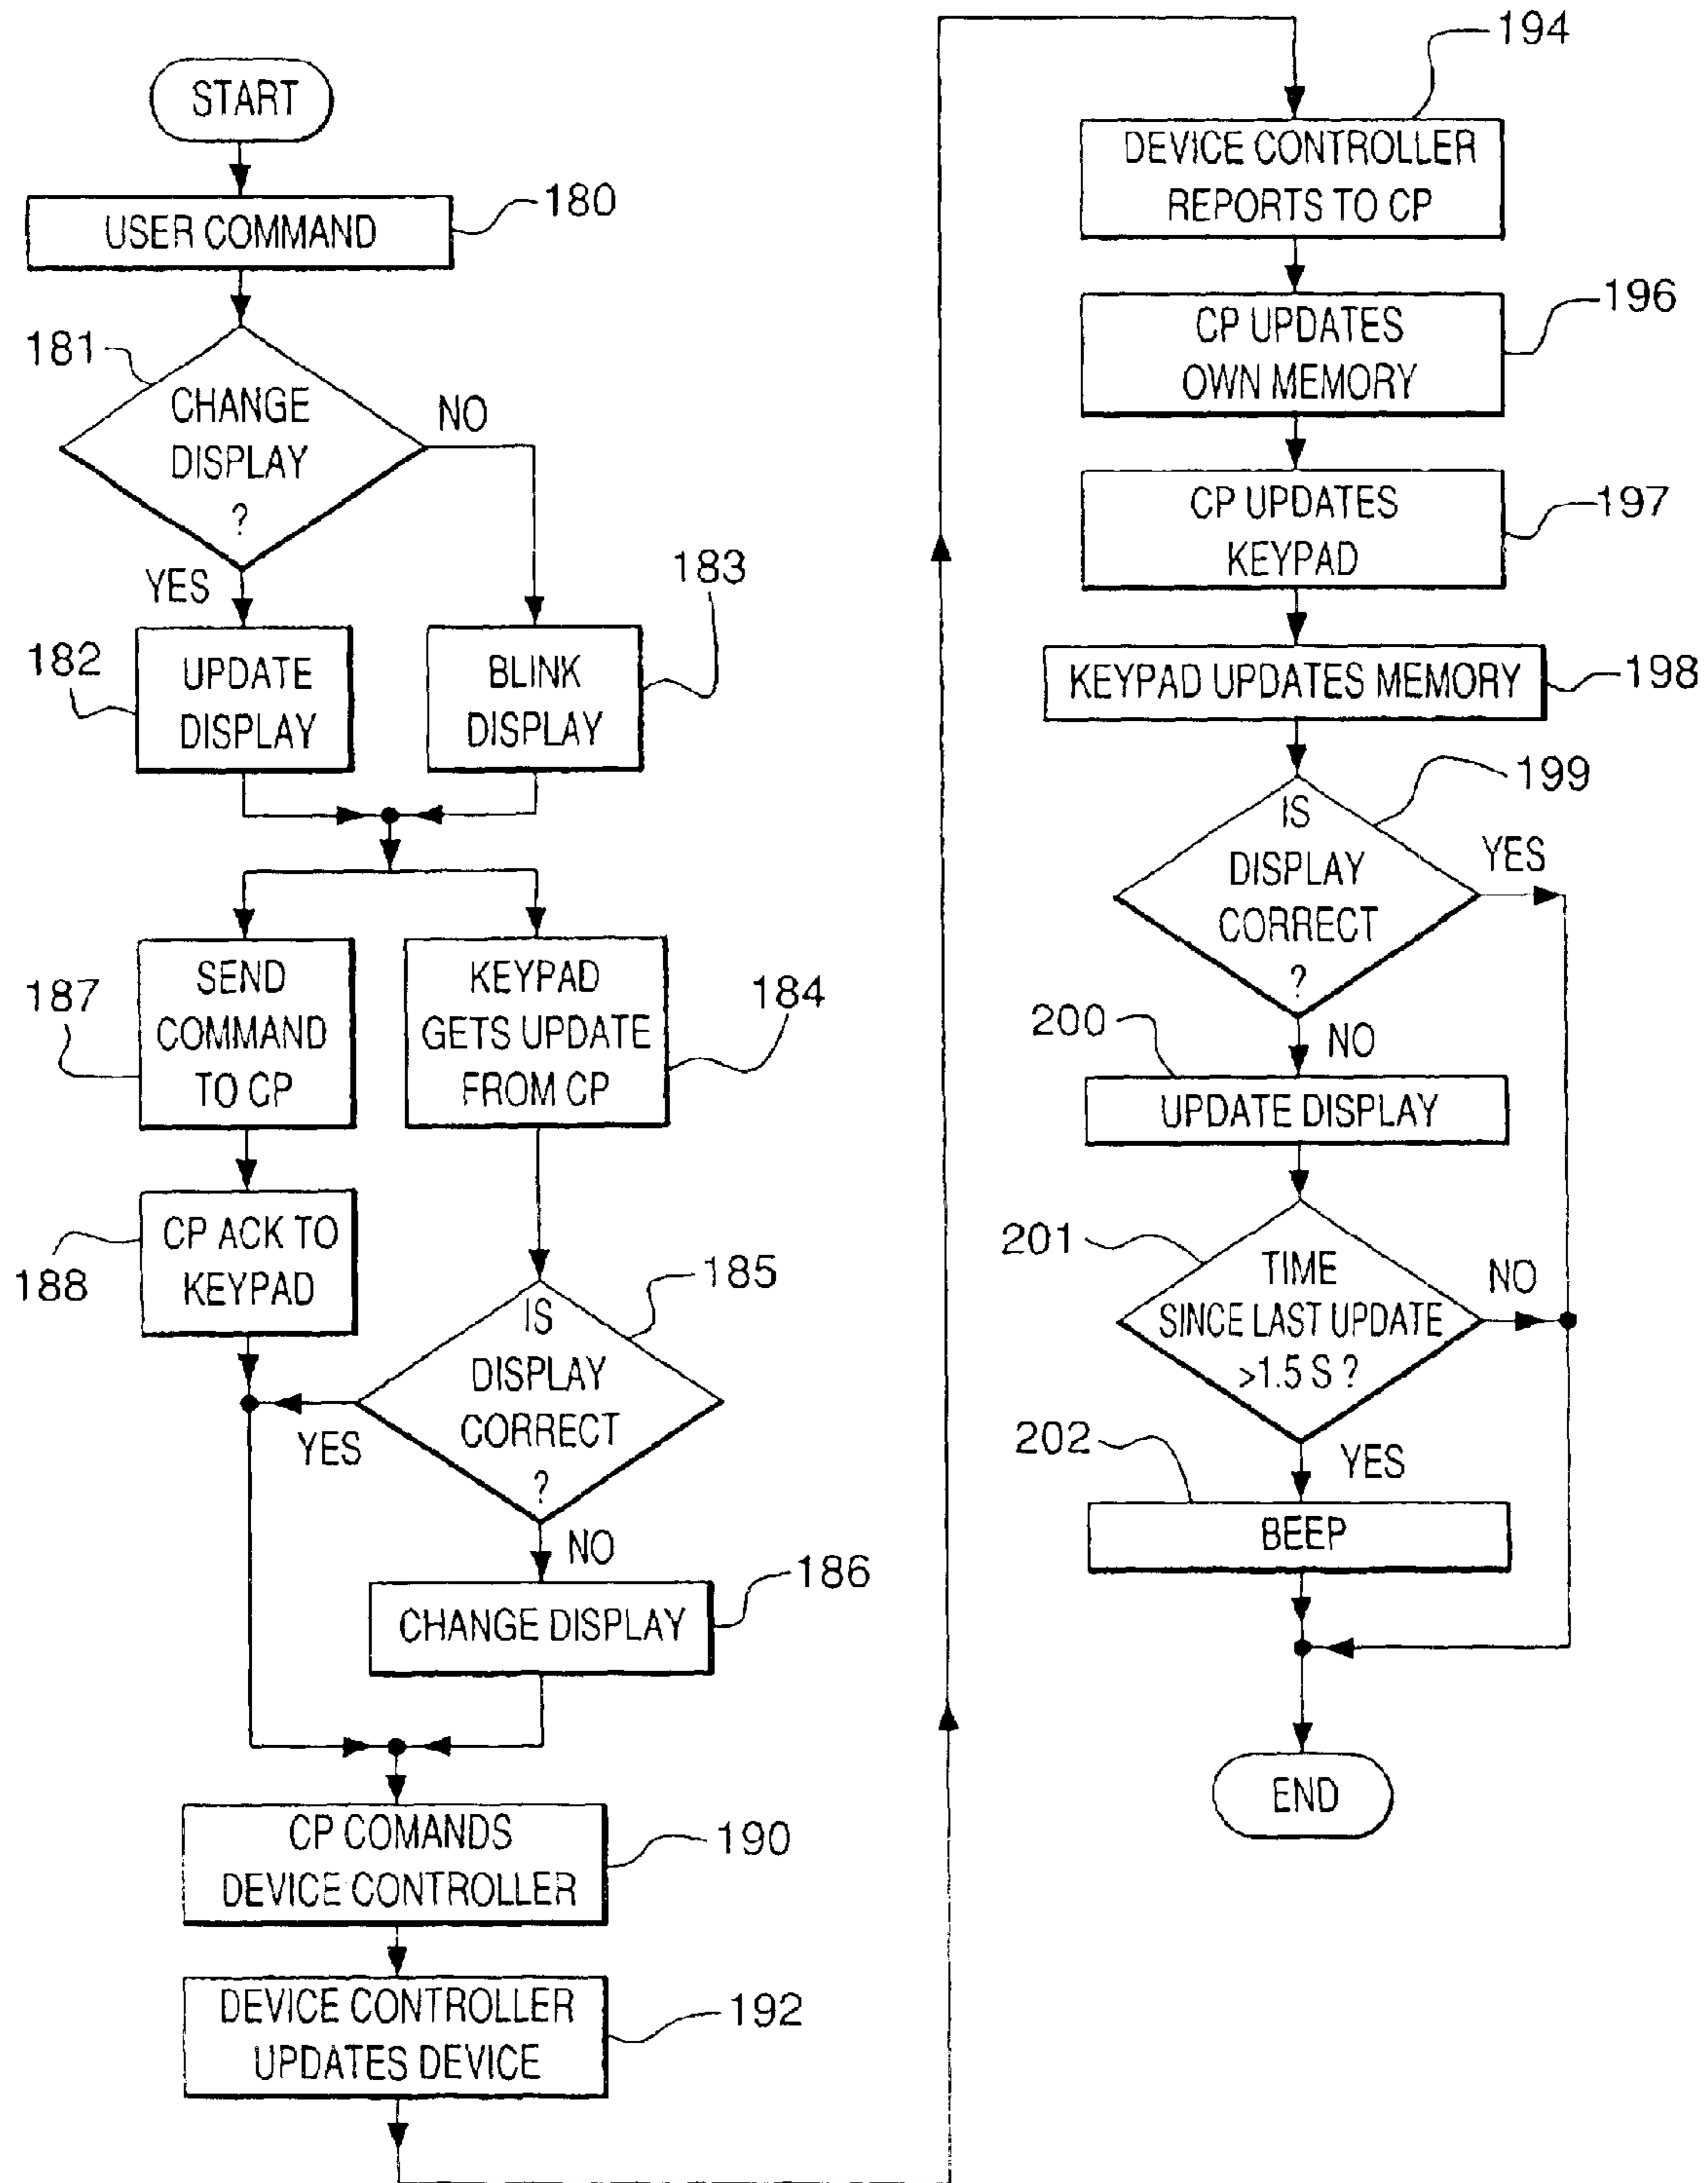 START
USER COMMAND
180
181
CHANGE
DISPLAY
?
NO
YES
182
UPDATE
DISPLAY
183
BLINK
DISPLAY
187
SEND
COMMAND
TO CP
184
KEYPAD
GETS UPDATE
FROM CP
188
CP ACK TO
KEYPAD
185
IS
DISPLAY
CORRECT
?
YES
NO
186
CHANGE DISPLAY
CP COMANDS
DEVICE CONTROLLER
190
DEVICE CONTROLLER
UPDATES DEVICE
192
194
DEVICE CONTROLLER
REPORTS TO CP
196
CP UPDATES
OWN MEMORY
197
CP UPDATES
KEYPAD
198
KEYPAD UPDATES MEMORY
199
IS
DISPLAY
CORRECT
?
YES
NO
200
UPDATE DISPLAY
201
TIME
SINCE LAST UPDATE
>1.5 S ?
NO
YES
202
BEEP
END